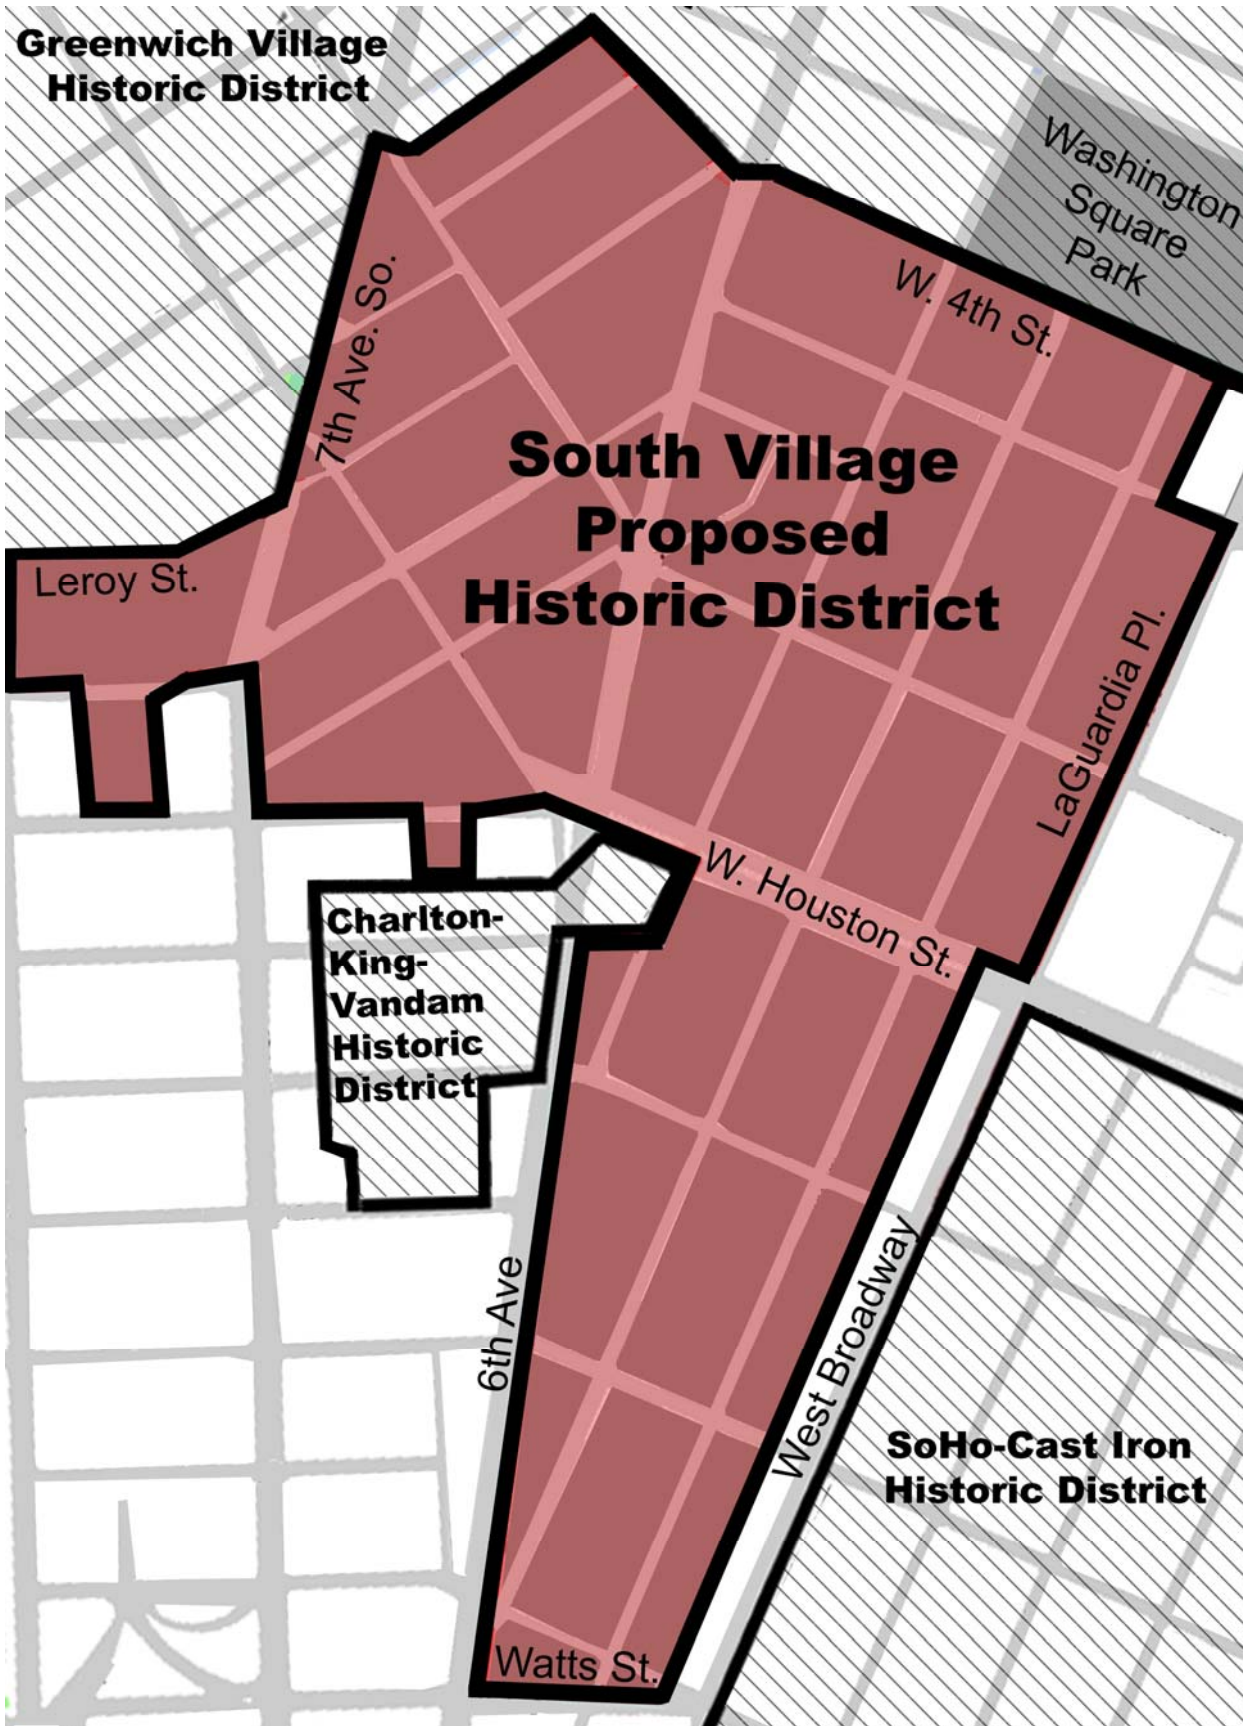 Greenwich Village
Historic District
Washington
Square
Park
W. 4th St.
7th Ave. So.
South Village
Proposed
Historic District
Leroy St.
LaGuardia Pl.
W. Houston St.
Charlton-
King-
Vandam
Historic
District
6th Ave
West Broadway
SoHo-Cast Iron
Historic District
Watts St.